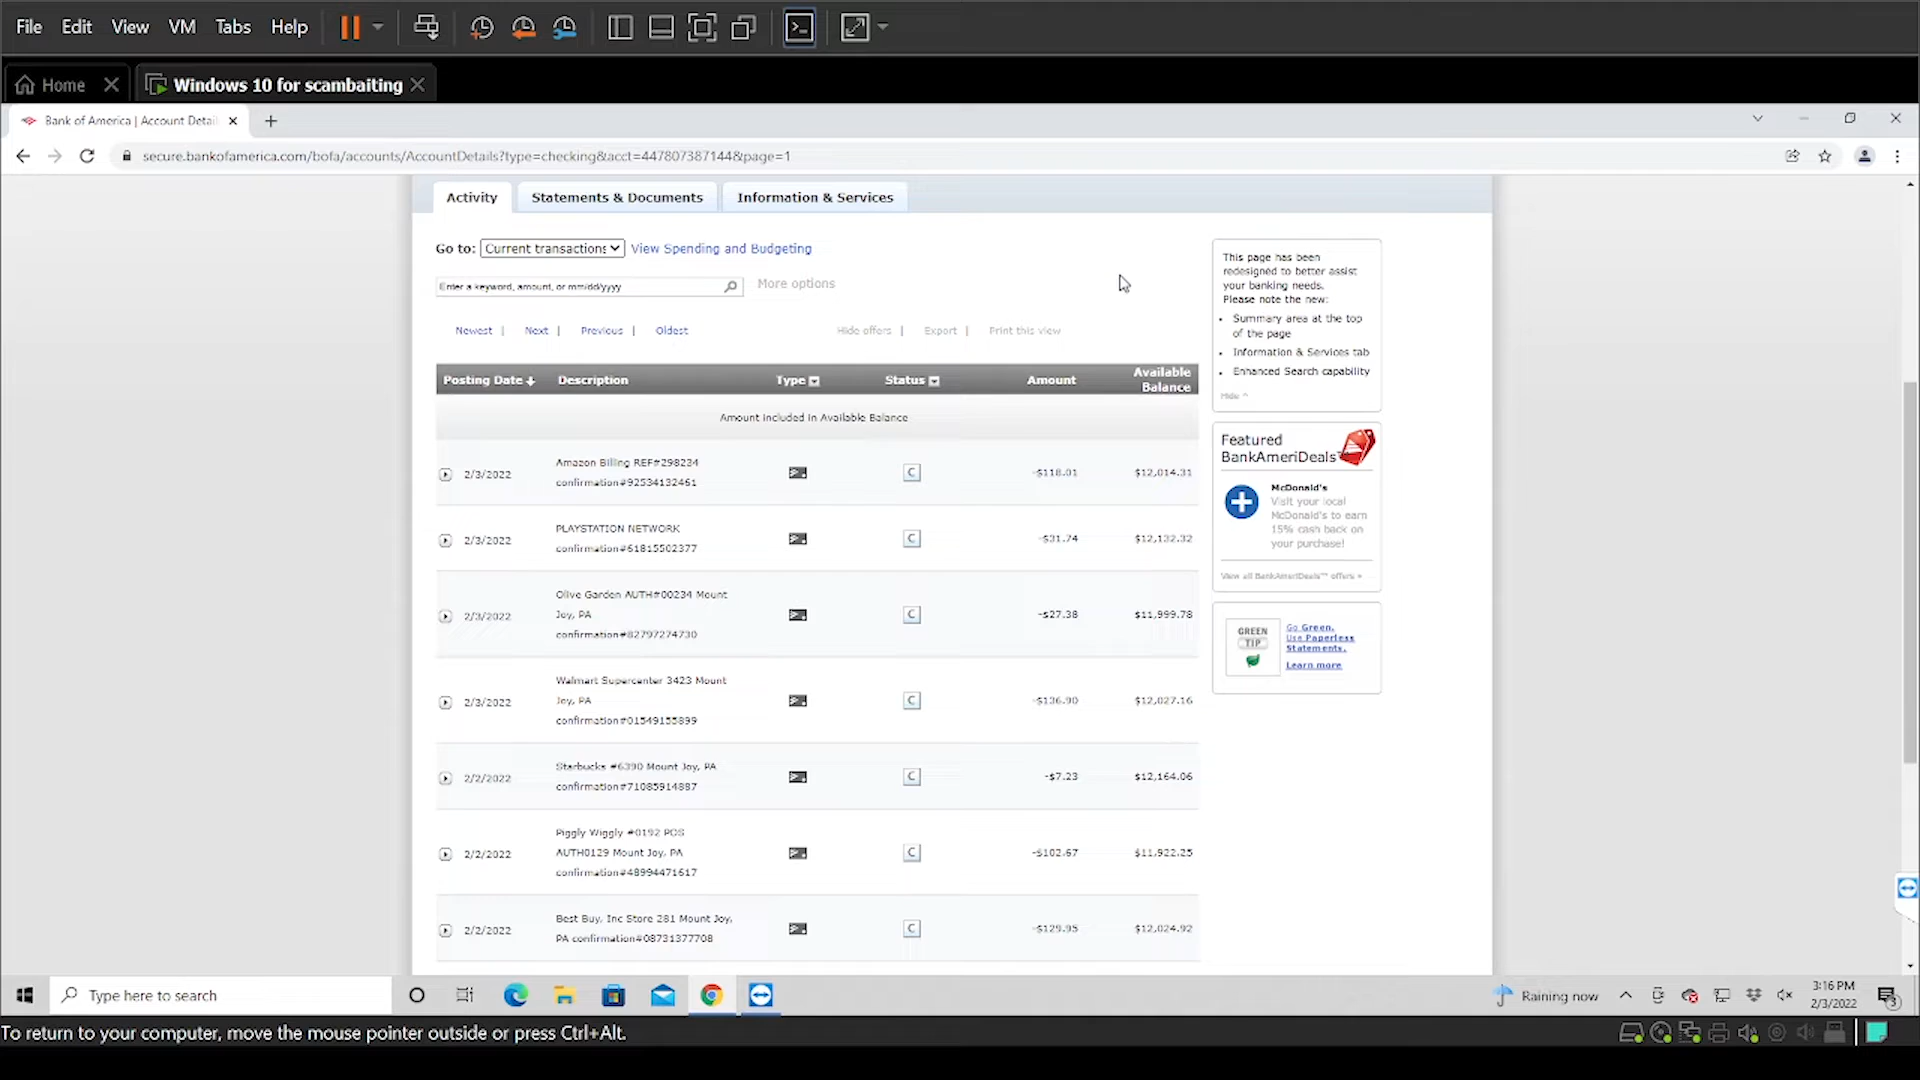 File Edit View VM Tabs Help
Home
Windows 10 for scambaiting
Bank of America | Account Detail
secure.bankofamerica.com/bofa/accounts/AccountDetails?type=checking&acct=447807387144&page=1
Activity Statements & Documents Information & Services
Go to: Current transactions View Spending and Budgeting
Enter a keyword, amount, or mm/dd/yyyy More options
Newest | Next | Previous | Oldest Hide offers | Export | Print this view
Posting Date Description Type Status Amount Available Balance
Amount included in Available Balance
2/3/2022 Amazon Billing REF#298234 C -$118.01 $12,014.31
confirmation#92534132461
2/3/2022 PLAYSTATION NETWORK C -$31.74 $12,132.32
confirmation#61815502377
2/3/2022 Olive Garden AUTH#00234 Mount C -$27.38 $11,999.78
Joy, PA
confirmation#82797274730
2/3/2022 Walmart Supercenter 3423 Mount C -$136.90 $12,027.16
Joy, PA
confirmation#01549155899
2/2/2022 Starbucks #6390 Mount Joy, PA C -$7.23 $12,164.06
confirmation#71085914887
2/2/2022 Piggly Wiggly #0192 POS C -$102.67 $11,922.25
AUTH0129 Mount Joy, PA
confirmation#48994471617
2/2/2022 Best Buy, Inc Store 281 Mount Joy, C -$129.95 $12,024.92
PA confirmation#08731377708
This page has been
redesigned to better assist
your banking needs.
Please note the new:
Summary area at the top
of the page
Information & Services tab
Enhanced Search capability
Hide ^
Featured
BankAmeriDeals™
McDonald's
Visit your local
McDonald's to earn
15% cash back on
your purchase!
View all BankAmeriDeals™ offers »
GREEN
TIP
Go Green.
Use Paperless
Statements.
Learn more
Type here to search
Raining now
3:16 PM
2/3/2022
3
To return to your computer, move the mouse pointer outside or press Ctrl+Alt.